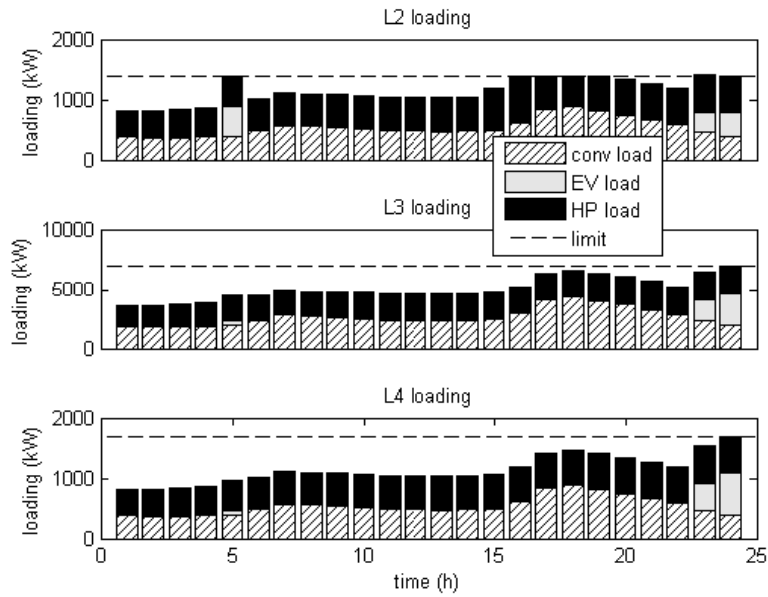 L2 loading
2000
1000
0
loading (kW)
conv load
EV load
HP load
limit
L3 loading
10000
5000
0
loading (kW)
L4 loading
2000
1000
0
loading (kW)
0 5 10 15 20 25
time (h)